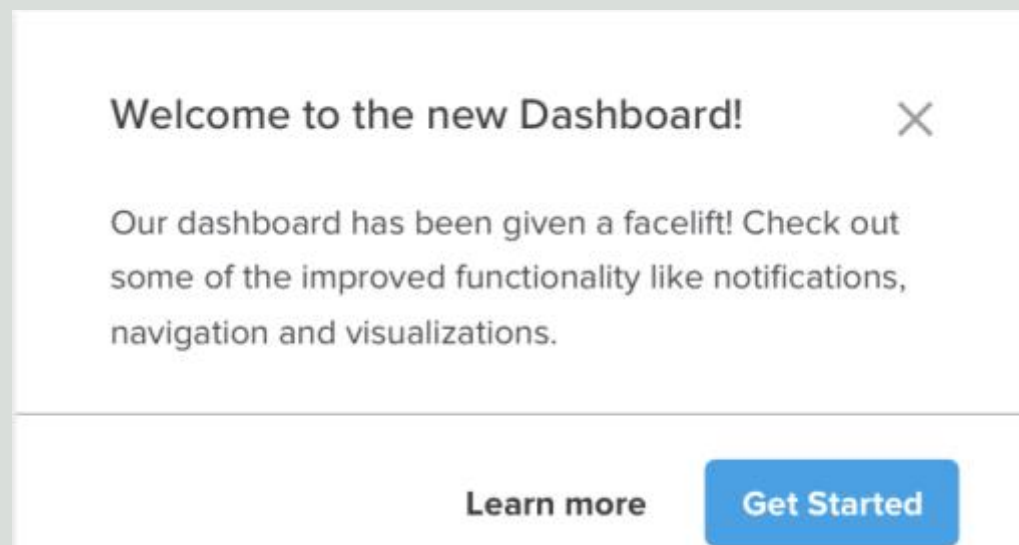 Welcome to the new Dashboard!
Our dashboard has been given a facelift! Check out
some of the improved functionality like notifications,
navigation and visualizations.
Learn more
Get Started